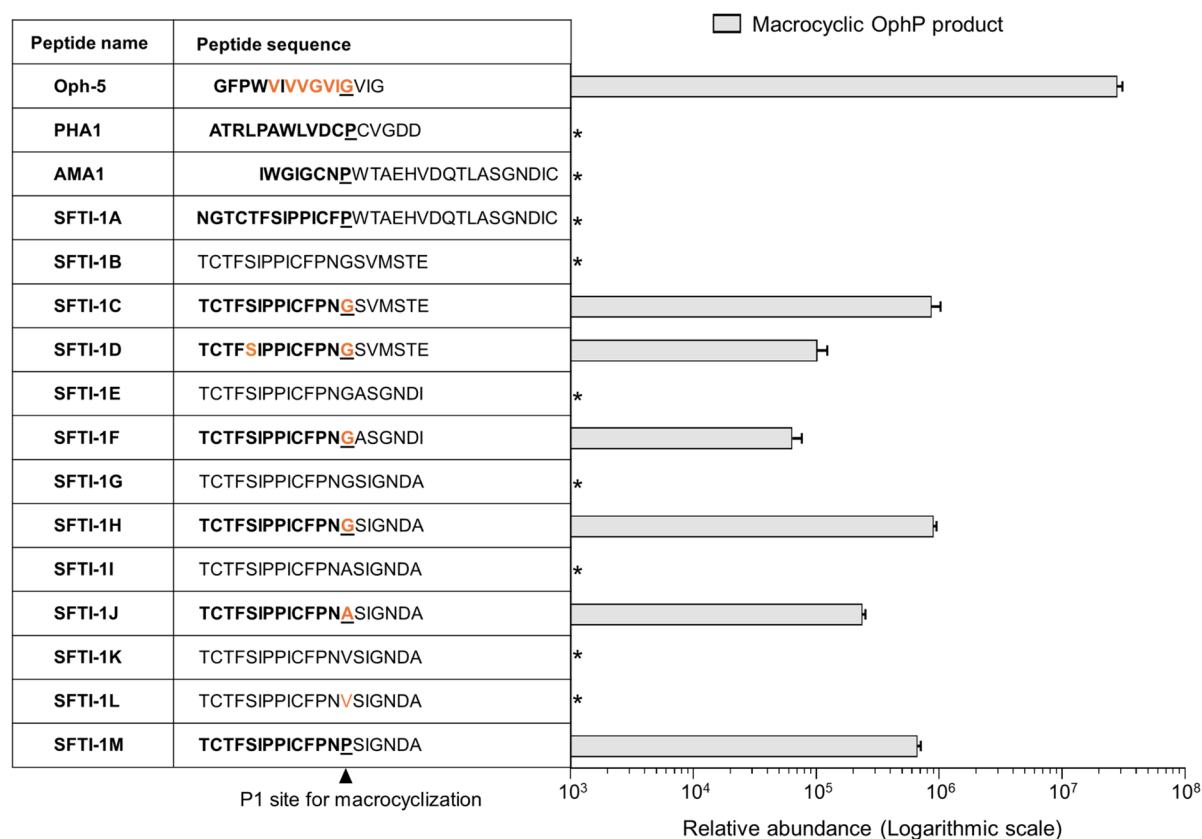 Macrocyclic OphP product
Peptide name Peptide sequence
Oph-5 GFPWVIVVGVIGVIG
PHA1 ATRLPAWLVDCPCVGDD *
AMA1 IWGIGCNPWTAEHVDQTLASGNDIC *
SFTI-1A NGTCTFSIPPICFPWTAEHVDQTLASGNDIC *
SFTI-1B TCTFSIPPICFPNGSVMSTE *
SFTI-1C TCTFSIPPICFPNGSVMSTE
SFTI-1D TCTFSIPPICFPNGSVMSTE
SFTI-1E TCTFSIPPICFPNGASGNDI *
SFTI-1F TCTFSIPPICFPNGASGNDI
SFTI-1G TCTFSIPPICFPNGSIGNDA *
SFTI-1H TCTFSIPPICFPNGSIGNDA
SFTI-1I TCTFSIPPICFPNASIGNDA *
SFTI-1J TCTFSIPPICFPNASIGNDA
SFTI-1K TCTFSIPPICFPNVSIGNDA *
SFTI-1L TCTFSIPPICFPNVSIGNDA *
SFTI-1M TCTFSIPPICFPNPSIGNDA
P1 site for macrocyclization
10³ 10⁴ 10⁵ 10⁶ 10⁷ 10⁸
Relative abundance (Logarithmic scale)